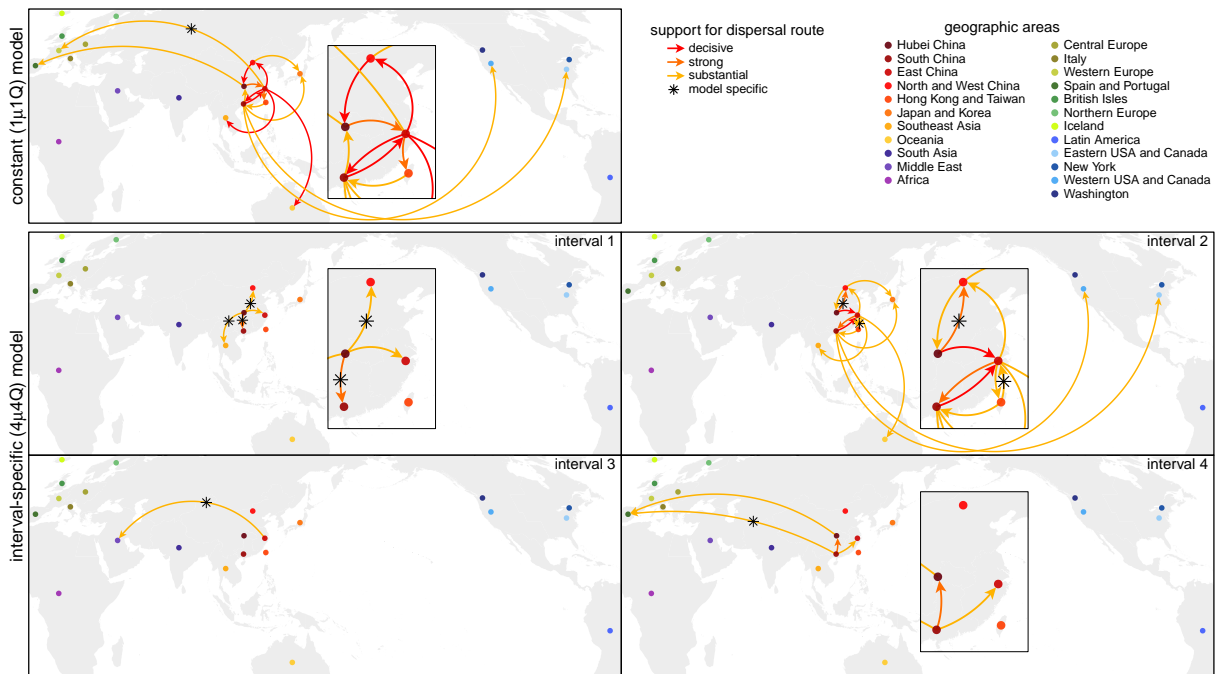 constant (1μ1Q) model
support for dispersal route
decisive
strong
substantial
model specific
geographic areas
Hubei China
South China
East China
North and West China
Hong Kong and Taiwan
Japan and Korea
Southeast Asia
Oceania
South Asia
Middle East
Africa
Central Europe
Italy
Western Europe
Spain and Portugal
British Isles
Northern Europe
Iceland
Latin America
Eastern USA and Canada
New York
Western USA and Canada
Washington
interval-specific (4μ4Q) model
interval 1
interval 2
interval 3
interval 4